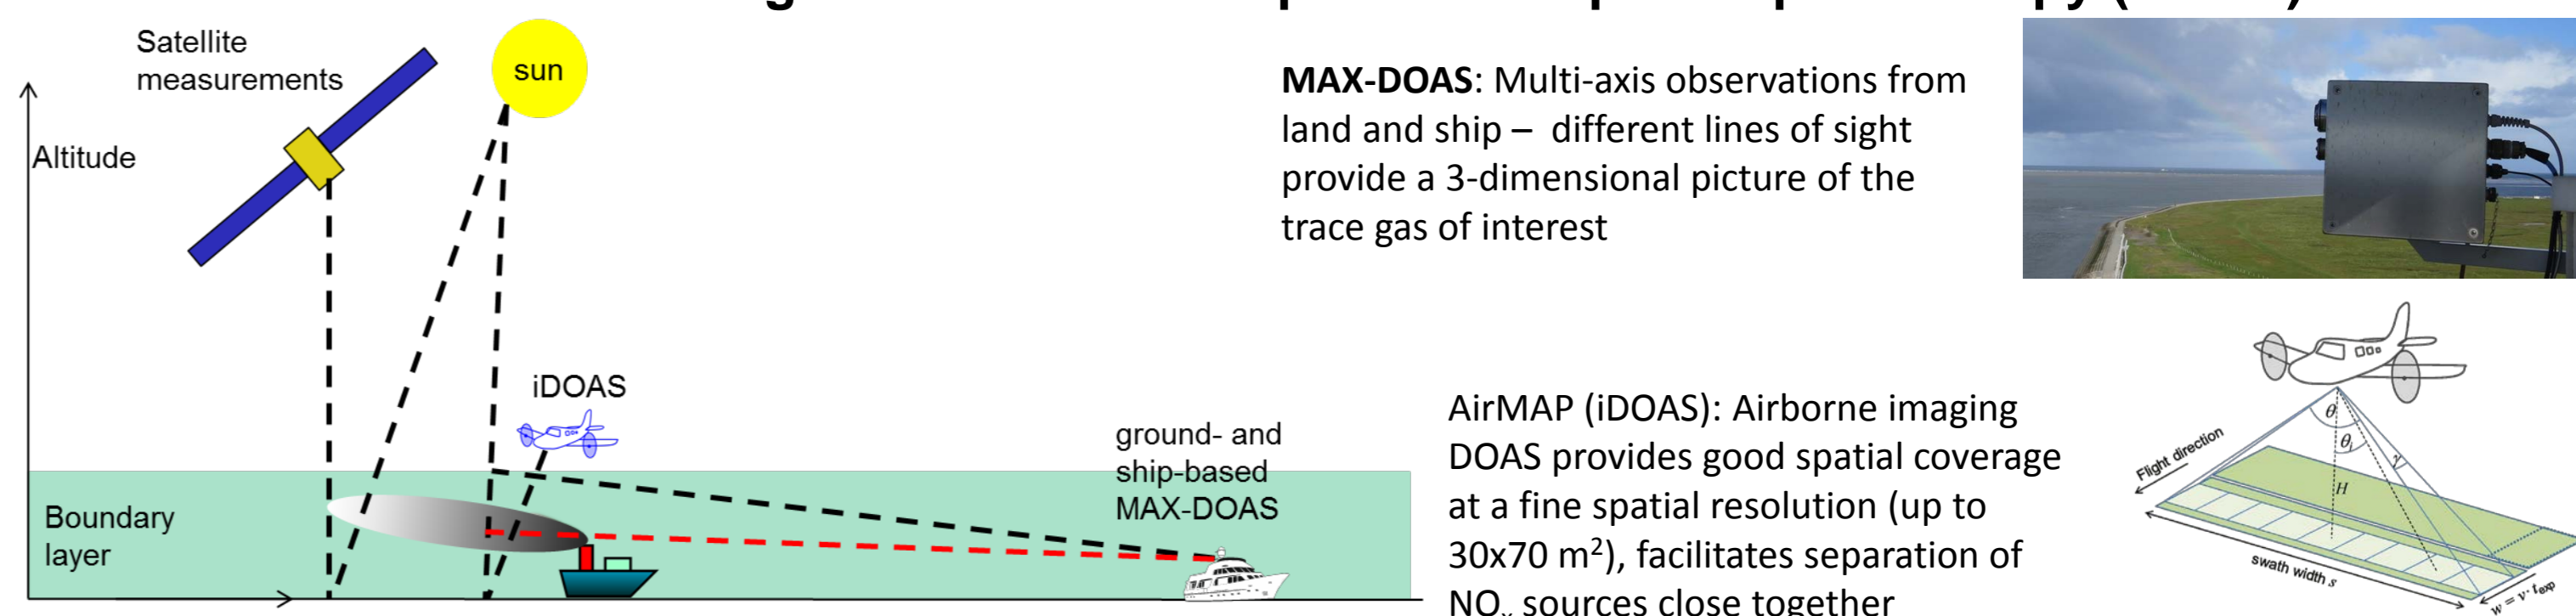 Satellite
measurements
sun
Altitude
iDOAS
ground- and
ship-based
MAX-DOAS
Boundary
layer
MAX-DOAS: Multi-axis observations from
land and ship – different lines of sight
provide a 3-dimensional picture of the
trace gas of interest
AirMAP (iDOAS): Airborne imaging
DOAS provides good spatial coverage
at a fine spatial resolution (up to
30x70 m²), facilitates separation of
NOₓ sources close together
θ
θᵢ
γ
H
Flight direction
swath width s
w = v · t_exp